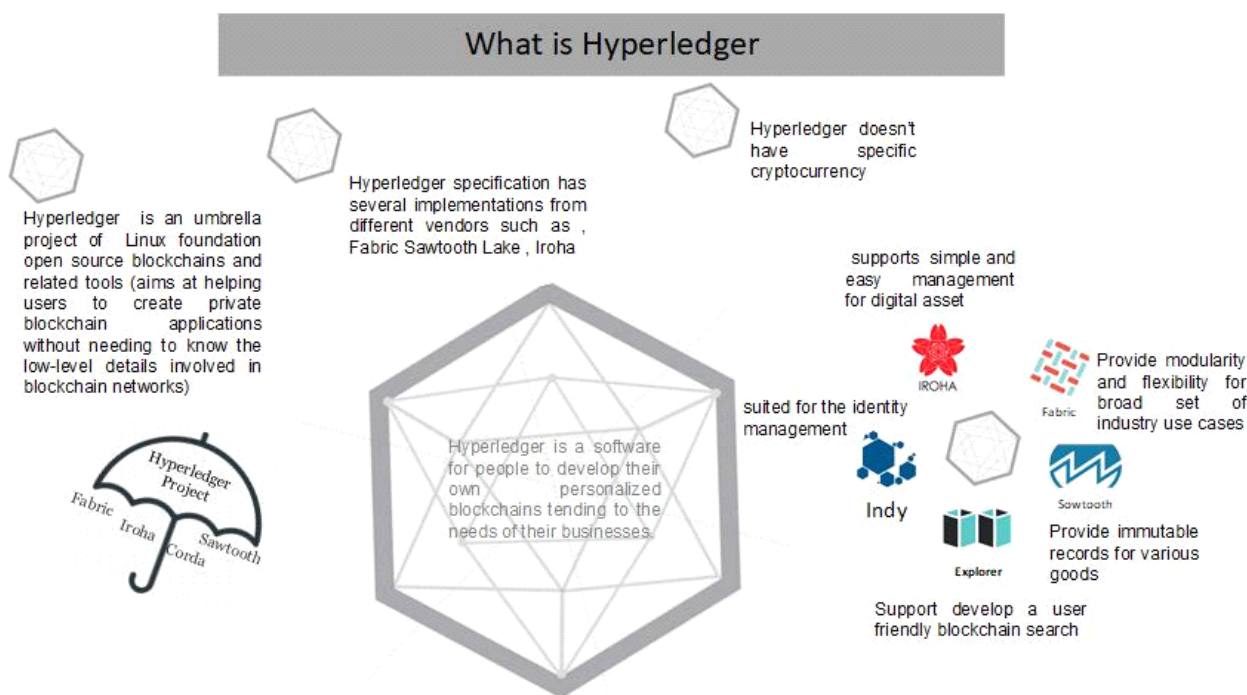 What is Hyperledger
Hyperledger is an umbrella
project of Linux foundation
open source blockchains and
related tools (aims at helping
users to create private
blockchain applications
without needing to know the
low-level details involved in
blockchain networks)
Hyperledger
Project
Fabric
Iroha
Corda
Sawtooth
Hyperledger specification has
several implementations from
different vendors such as ,
Fabric Sawtooth Lake , Iroha
Hyperledger is a software
for people to develop their
own personalized
blockchains tending to the
needs of their businesses.
Hyperledger doesn't
have specific
cryptocurrency
supports simple and
easy management
for digital asset
IROHA
Fabric
Provide modularity
and flexibility for
broad set of
industry use cases
suited for the identity
management
Indy
Sawtooth
Provide immutable
records for various
goods
Explorer
Support develop a user
friendly blockchain search